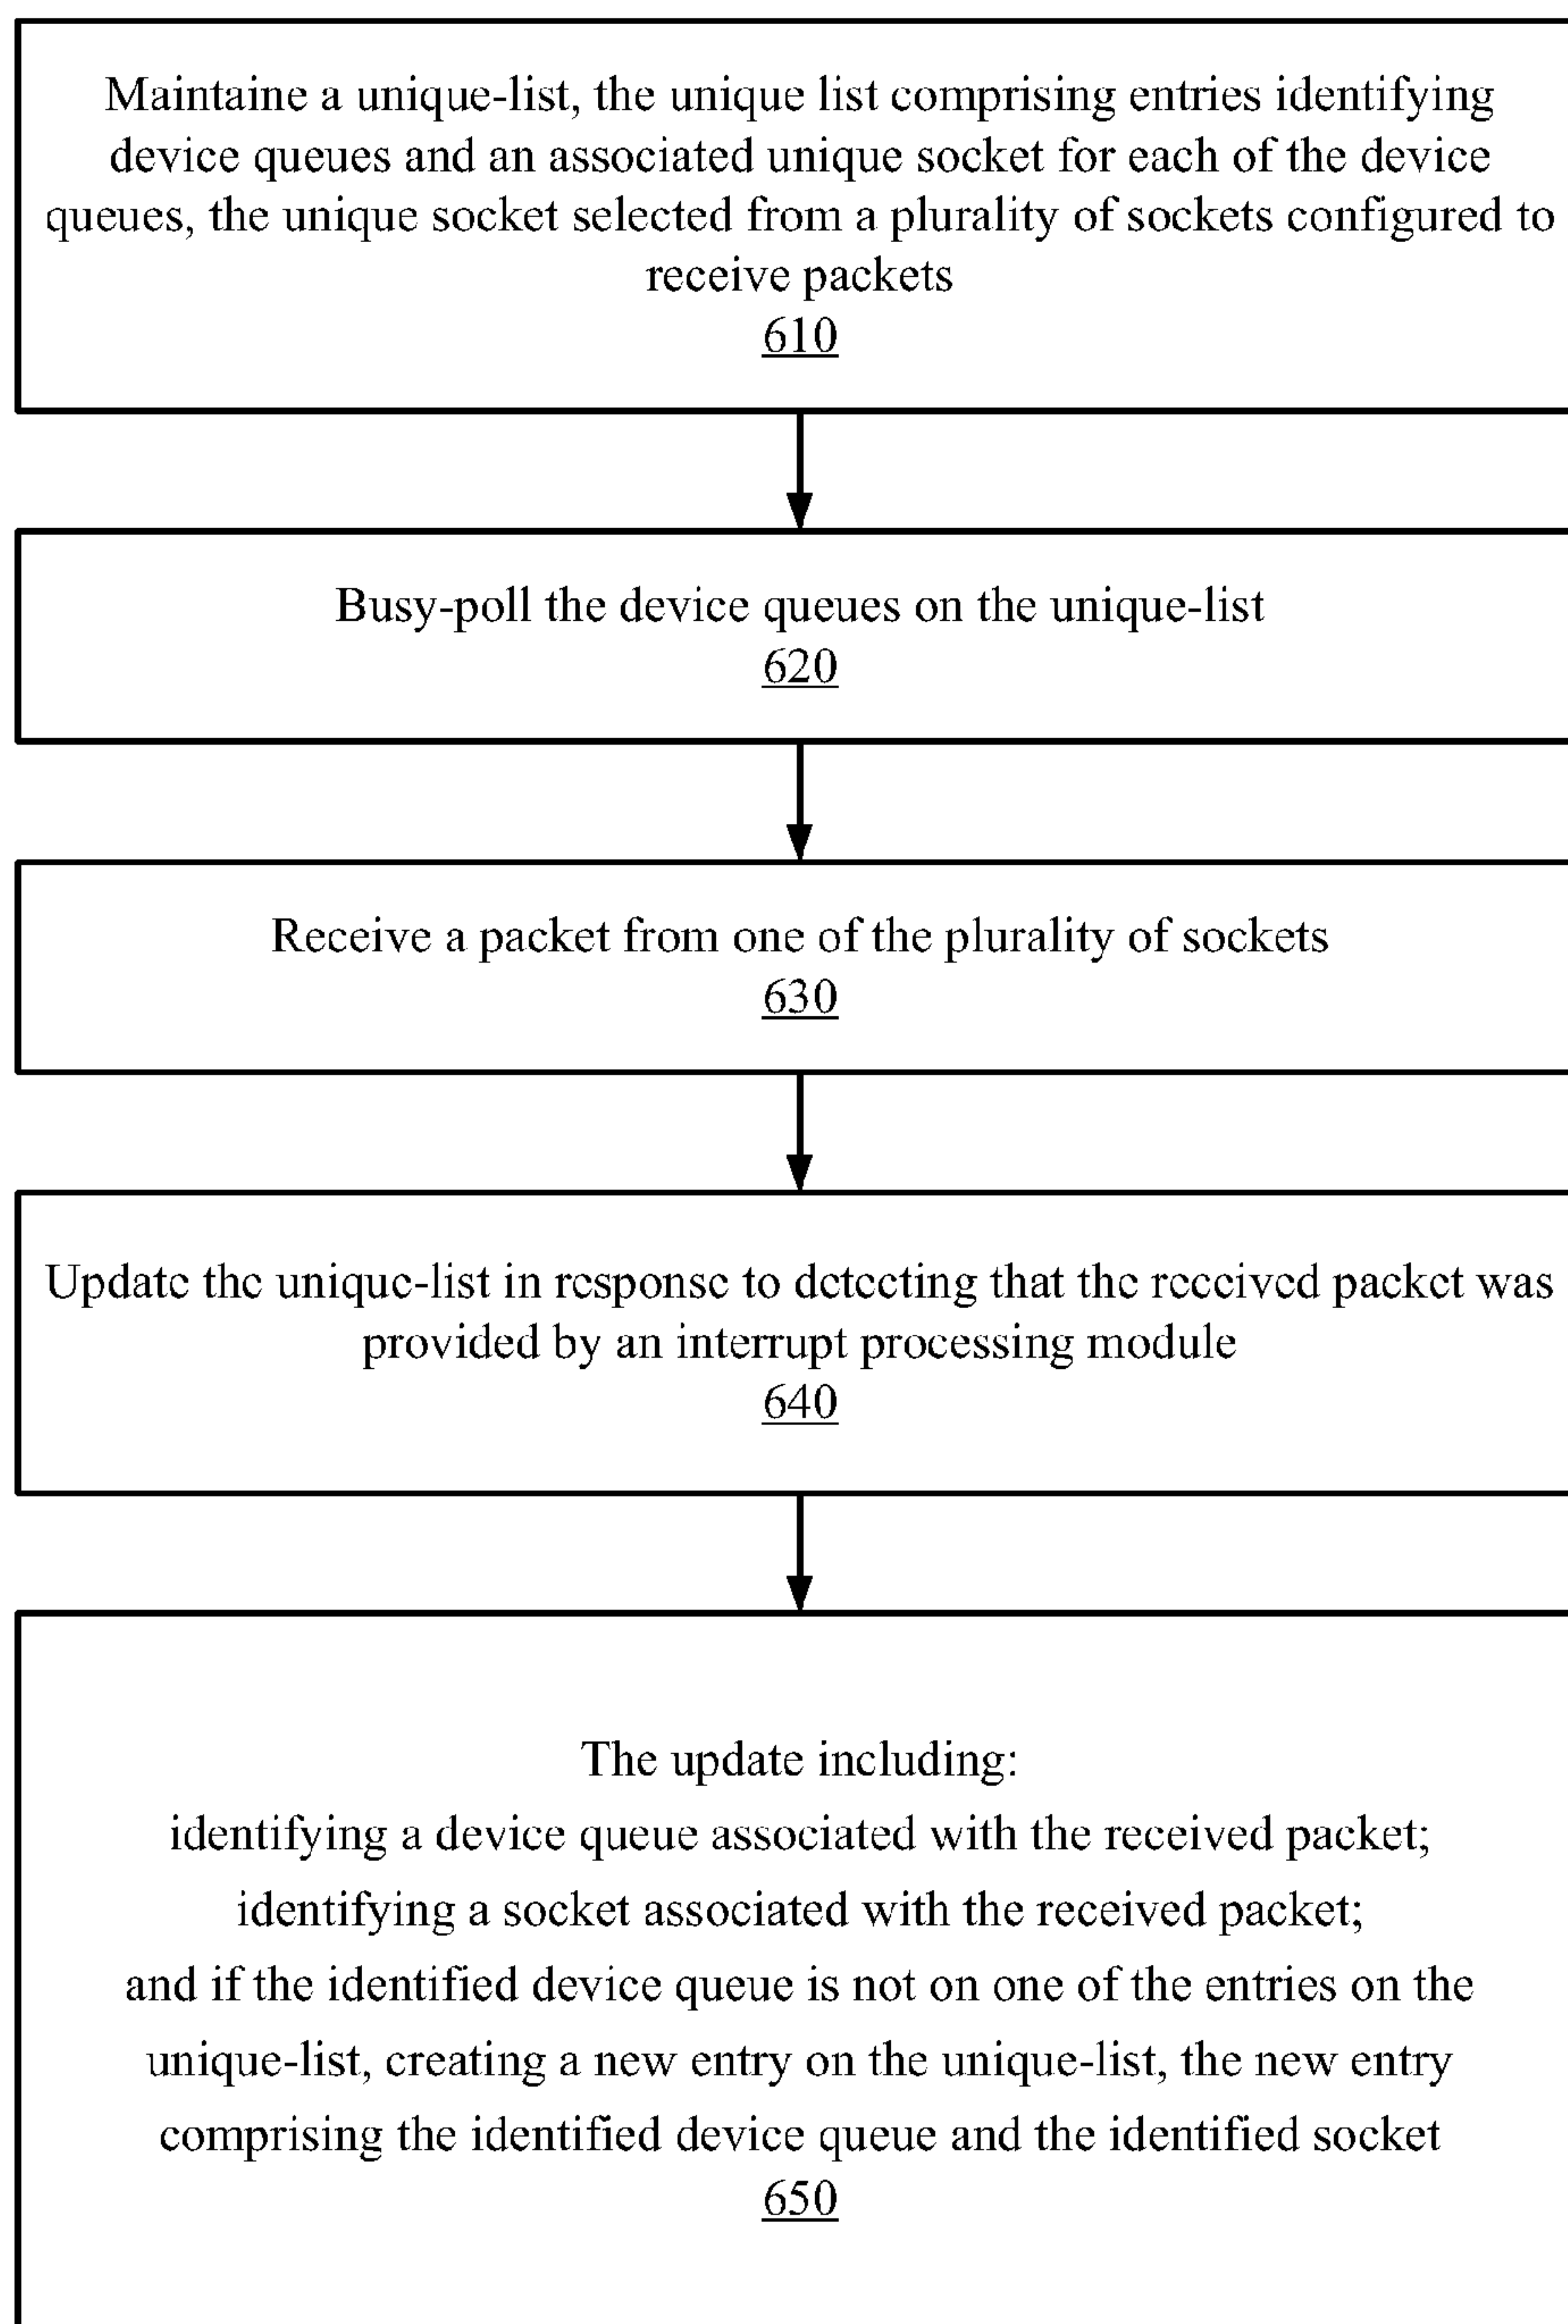 Maintaine a unique-list, the unique list comprising entries identifying
device queues and an associated unique socket for each of the device
queues, the unique socket selected from a plurality of sockets configured to
receive packets
610
Busy-poll the device queues on the unique-list
620
Receive a packet from one of the plurality of sockets
630
Update the unique-list in response to detecting that the received packet was
provided by an interrupt processing module
640
The update including:
identifying a device queue associated with the received packet;
identifying a socket associated with the received packet;
and if the identified device queue is not on one of the entries on the
unique-list, creating a new entry on the unique-list, the new entry
comprising the identified device queue and the identified socket
650